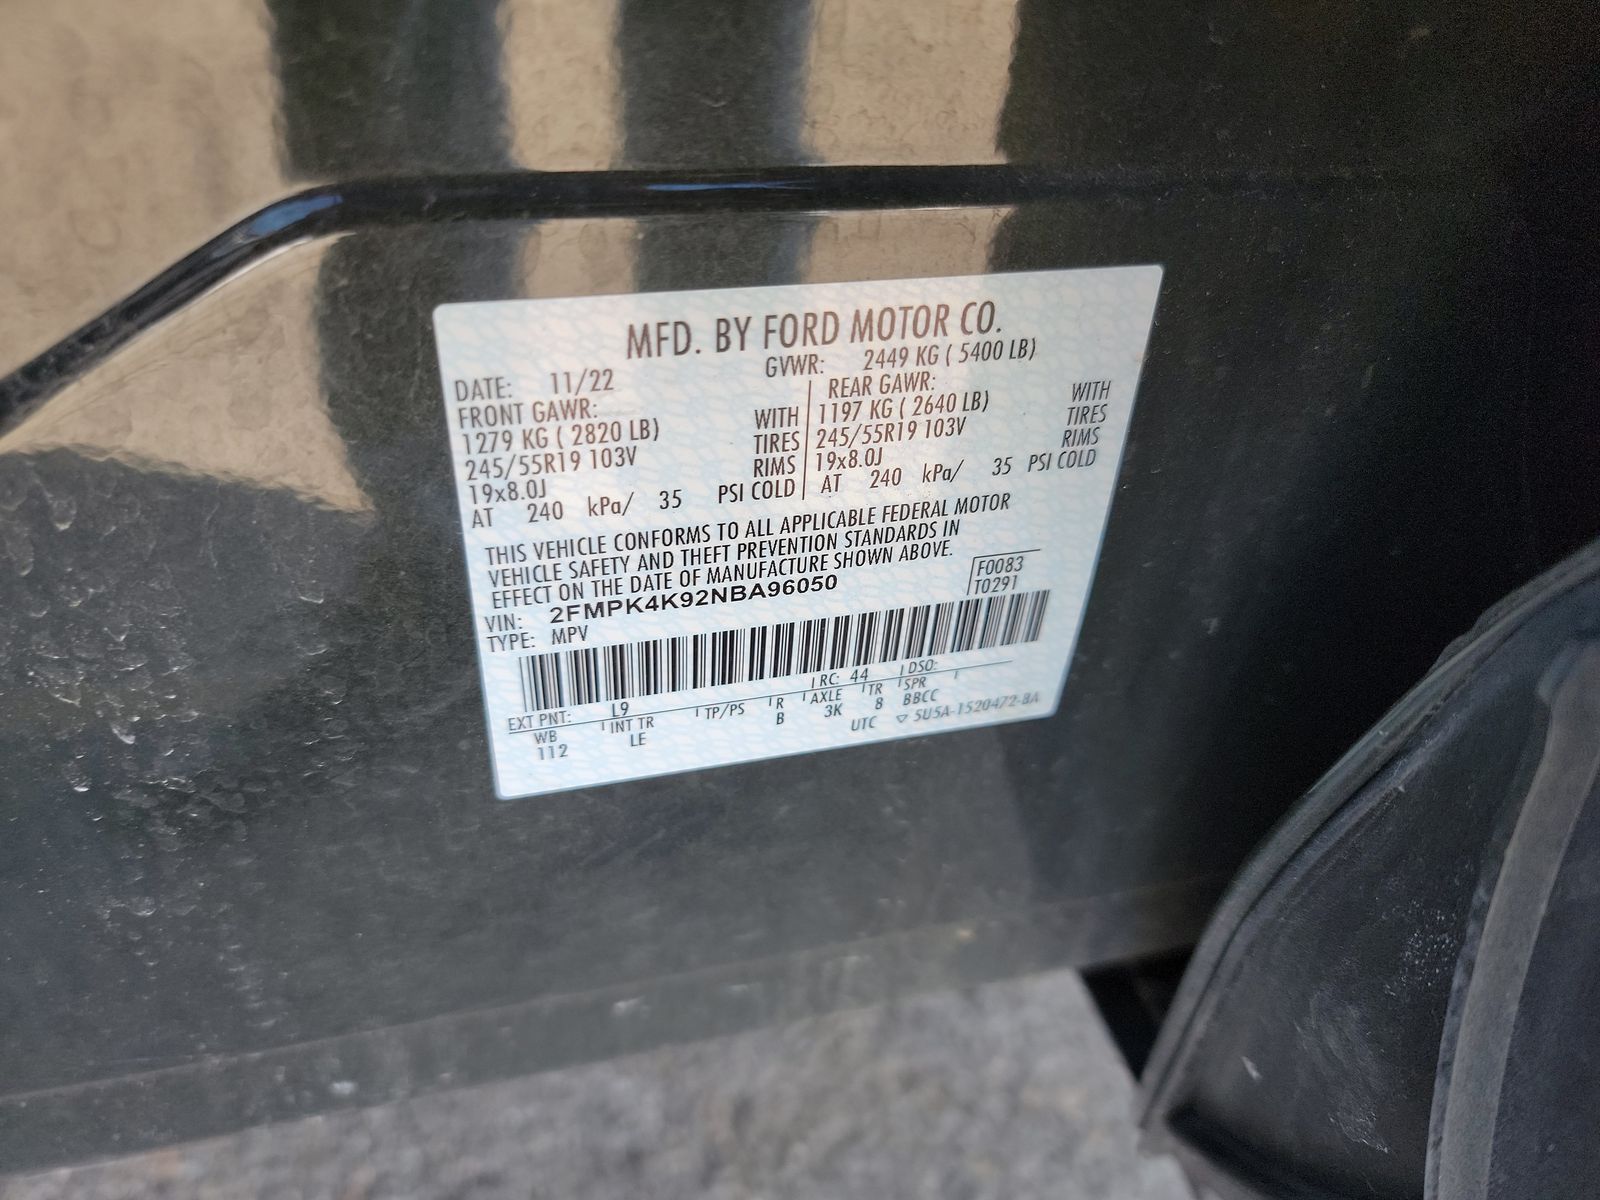 MFD. BY FORD MOTOR CO.
DATE: 11/22 GVWR: 2449 KG ( 5400 LB)
FRONT GAWR: WITH REAR GAWR: WITH
1279 KG ( 2820 LB) TIRES 1197 KG ( 2640 LB) TIRES
245/55R19 103V RIMS 245/55R19 103V RIMS
19x8.0J 19x8.0J
AT 240 kPa/ 35 PSI COLD AT 240 kPa/ 35 PSI COLD
THIS VEHICLE CONFORMS TO ALL APPLICABLE FEDERAL MOTOR
VEHICLE SAFETY AND THEFT PREVENTION STANDARDS IN
EFFECT ON THE DATE OF MANUFACTURE SHOWN ABOVE.
F0083
VIN: 2FMPK4K92NBA96050 T0291
TYPE: MPV
EXT PNT: L9 RC: 44 DSO:
WB INT TR TP/PS R AXLE TR SPR
112 LE B 3K 8 BBCC
UTC ▽ 5U5A-1520472-BA